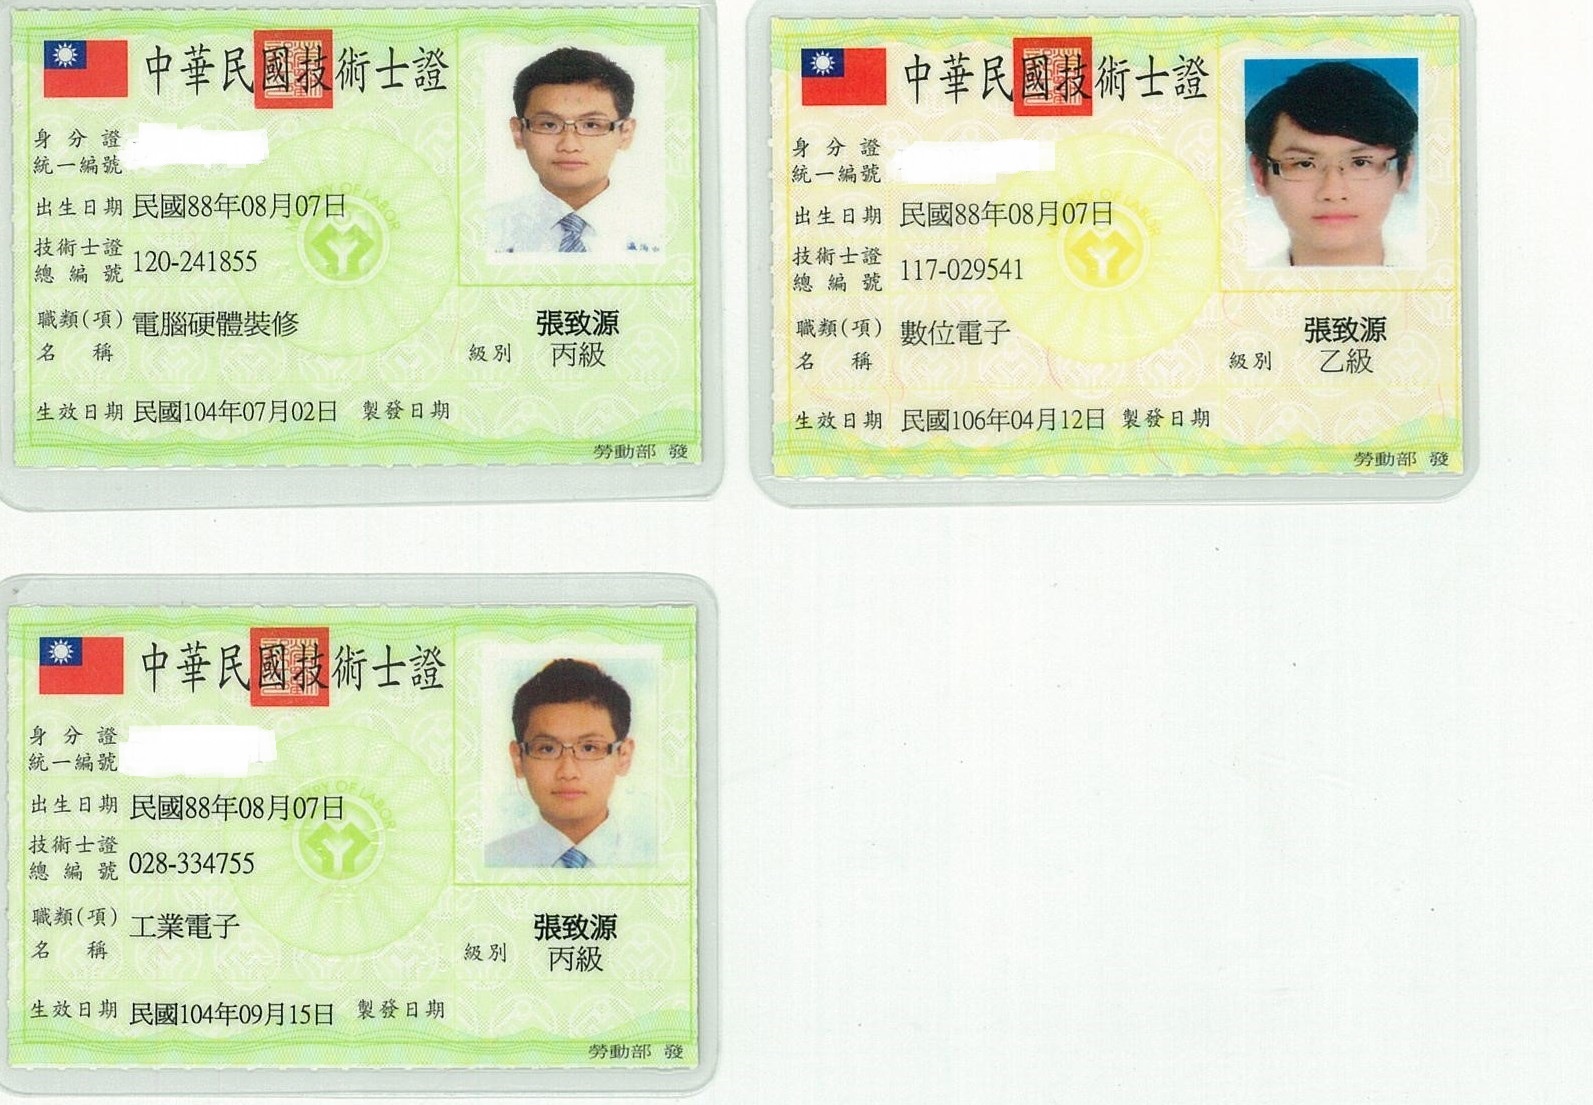 中華民國技術士證
身分證
統一編號
出生日期 民國88年08月07日
技術士證
總編號 120-241855
職類(項) 電腦硬體裝修
名稱
張致源
級別 丙級
生效日期 民國104年07月02日 製發日期
勞動部 發
中華民國技術士證
身分證
統一編號
出生日期 民國88年08月07日
技術士證
總編號 117-029541
職類(項) 數位電子
名稱
張致源
級別 乙級
生效日期 民國106年04月12日 製發日期
勞動部 發
中華民國技術士證
身分證
統一編號
出生日期 民國88年08月07日
技術士證
總編號 028-334755
職類(項) 工業電子
名稱
張致源
級別 丙級
生效日期 民國104年09月15日 製發日期
勞動部 發